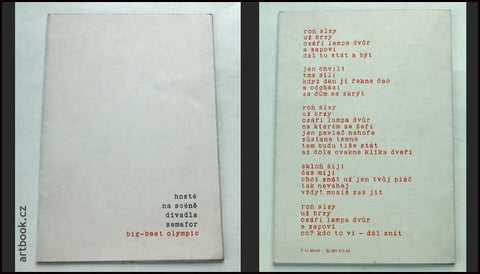 artbook.cz
hosté
na scéně
divadla
semafor
big-beat olympic
roň slzy
už brzy
ozáří lampa dvůr
a zapoví
dál tu stát a být
jen chvíli
tma sílí
když den jí řekne čao
a odchází
za dům se skrýt
roň slzy
už brzy
ozáří lampa dvůr
na kterém se šeří
jen pavlač nahoře
zůstane temná
tam budu tiše stát
až dole cvakne klika dveří
skloň šíji
čas míjí
chci znát už jen tvůj pláč
tak neváhej
vždyť musíš zas jít
roň slzy
už brzy
ozáří lampa dvůr
a zapoví
co? kdo to ví - dál snít